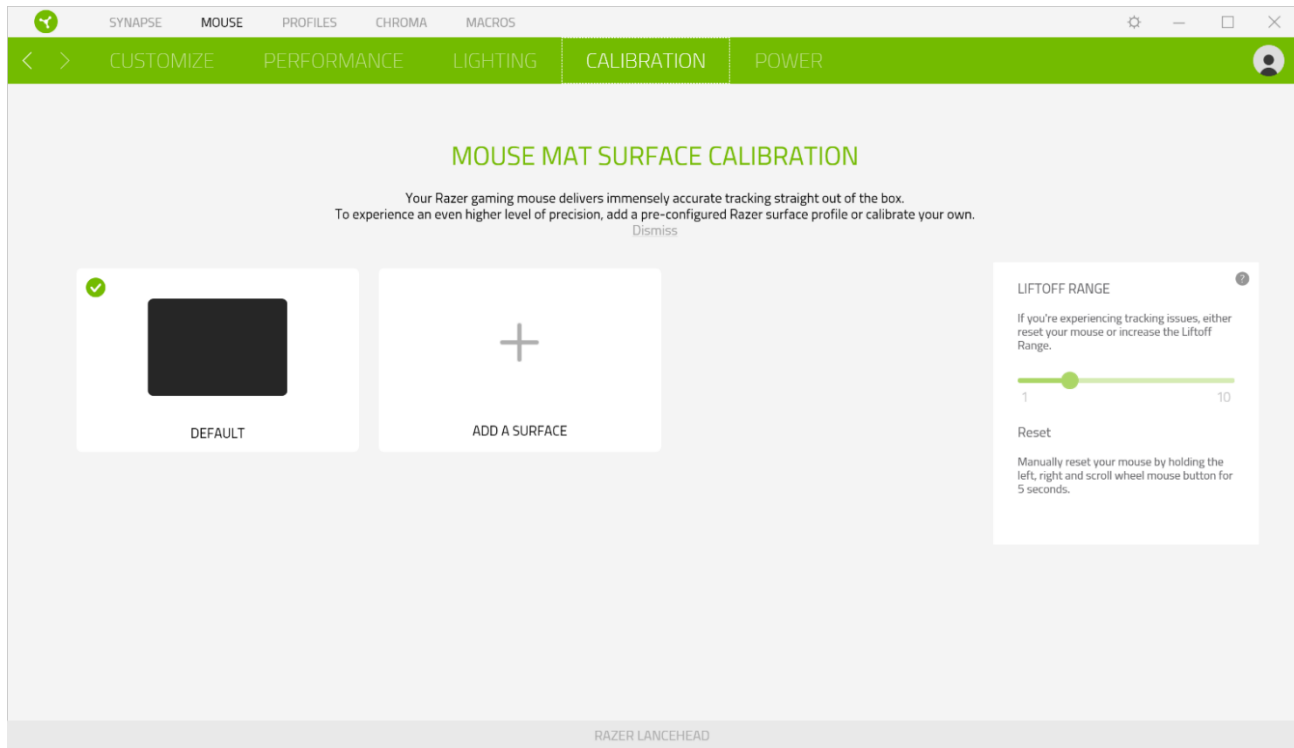 SYNAPSE MOUSE PROFILES CHROMA MACROS
CUSTOMIZE PERFORMANCE LIGHTING CALIBRATION POWER
MOUSE MAT SURFACE CALIBRATION
Your Razer gaming mouse delivers immensely accurate tracking straight out of the box.
To experience an even higher level of precision, add a pre-configured Razer surface profile or calibrate your own.
Dismiss
DEFAULT
ADD A SURFACE
?
LIFTOFF RANGE
If you're experiencing tracking issues, either
reset your mouse or increase the Liftoff
Range.
1 10
Reset
Manually reset your mouse by holding the
left, right and scroll wheel mouse button for
5 seconds.
RAZER LANCEHEAD